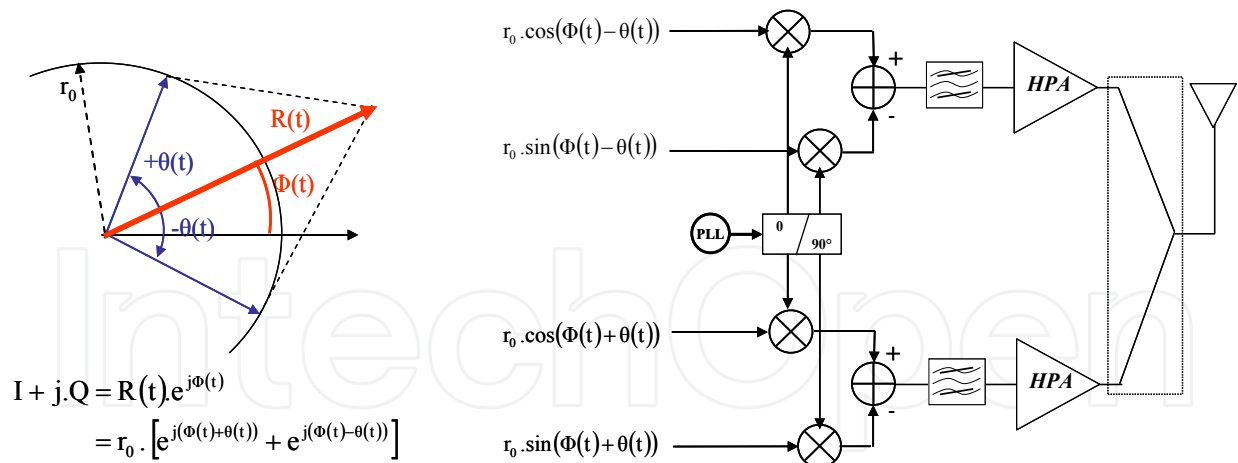 r₀
R(t)
+θ(t)
Φ(t)
-θ(t)
I + j.Q = R(t).e^{jΦ(t)}
= r₀ . [e^{j(Φ(t)+θ(t))} + e^{j(Φ(t)−θ(t))}]
r₀.cos(Φ(t)−θ(t))
+
HPA
-
r₀.sin(Φ(t)−θ(t))
PLL
0
90°
r₀.cos(Φ(t)+θ(t))
+
HPA
-
r₀.sin(Φ(t)+θ(t))
IntechOpen